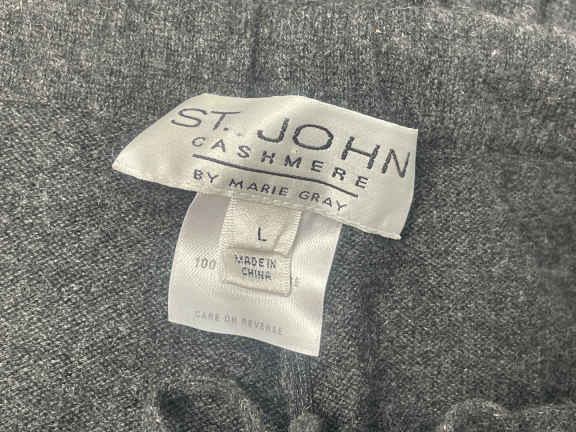 ST. JOHN
CASHMERE
BY MARIE GRAY
L
MADE IN
CHINA
100
CARE ON REVERSE